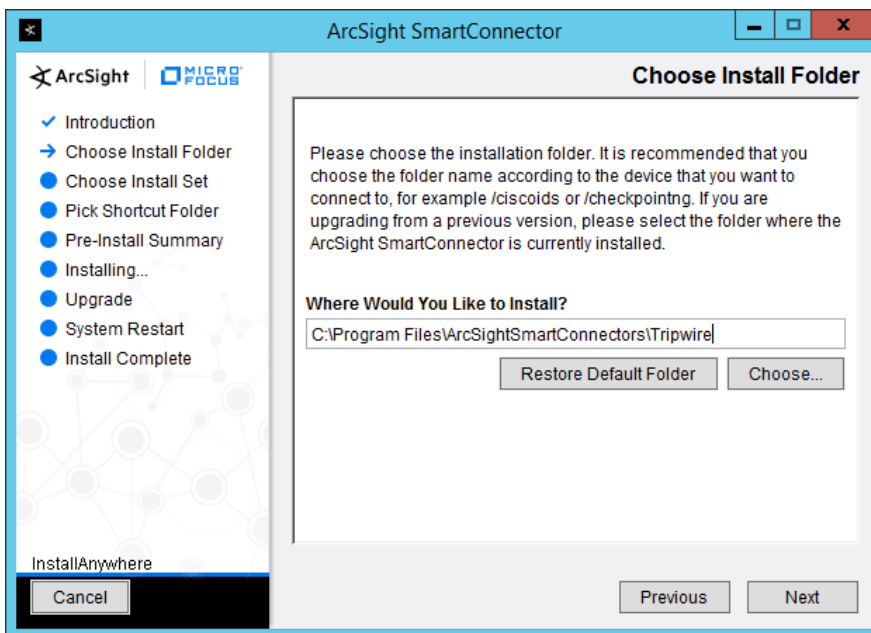 ArcSight SmartConnector
ArcSight
MICRO
FOCUS
Choose Install Folder
Introduction
Choose Install Folder
Choose Install Set
Pick Shortcut Folder
Pre-Install Summary
Installing...
Upgrade
System Restart
Install Complete
Please choose the installation folder. It is recommended that you
choose the folder name according to the device that you want to
connect to, for example /ciscoids or /checkpointng. If you are
upgrading from a previous version, please select the folder where the
ArcSight SmartConnector is currently installed.
Where Would You Like to Install?
C:\Program Files\ArcSightSmartConnectors\Tripwire
Restore Default Folder
Choose...
InstallAnywhere
Cancel
Previous
Next